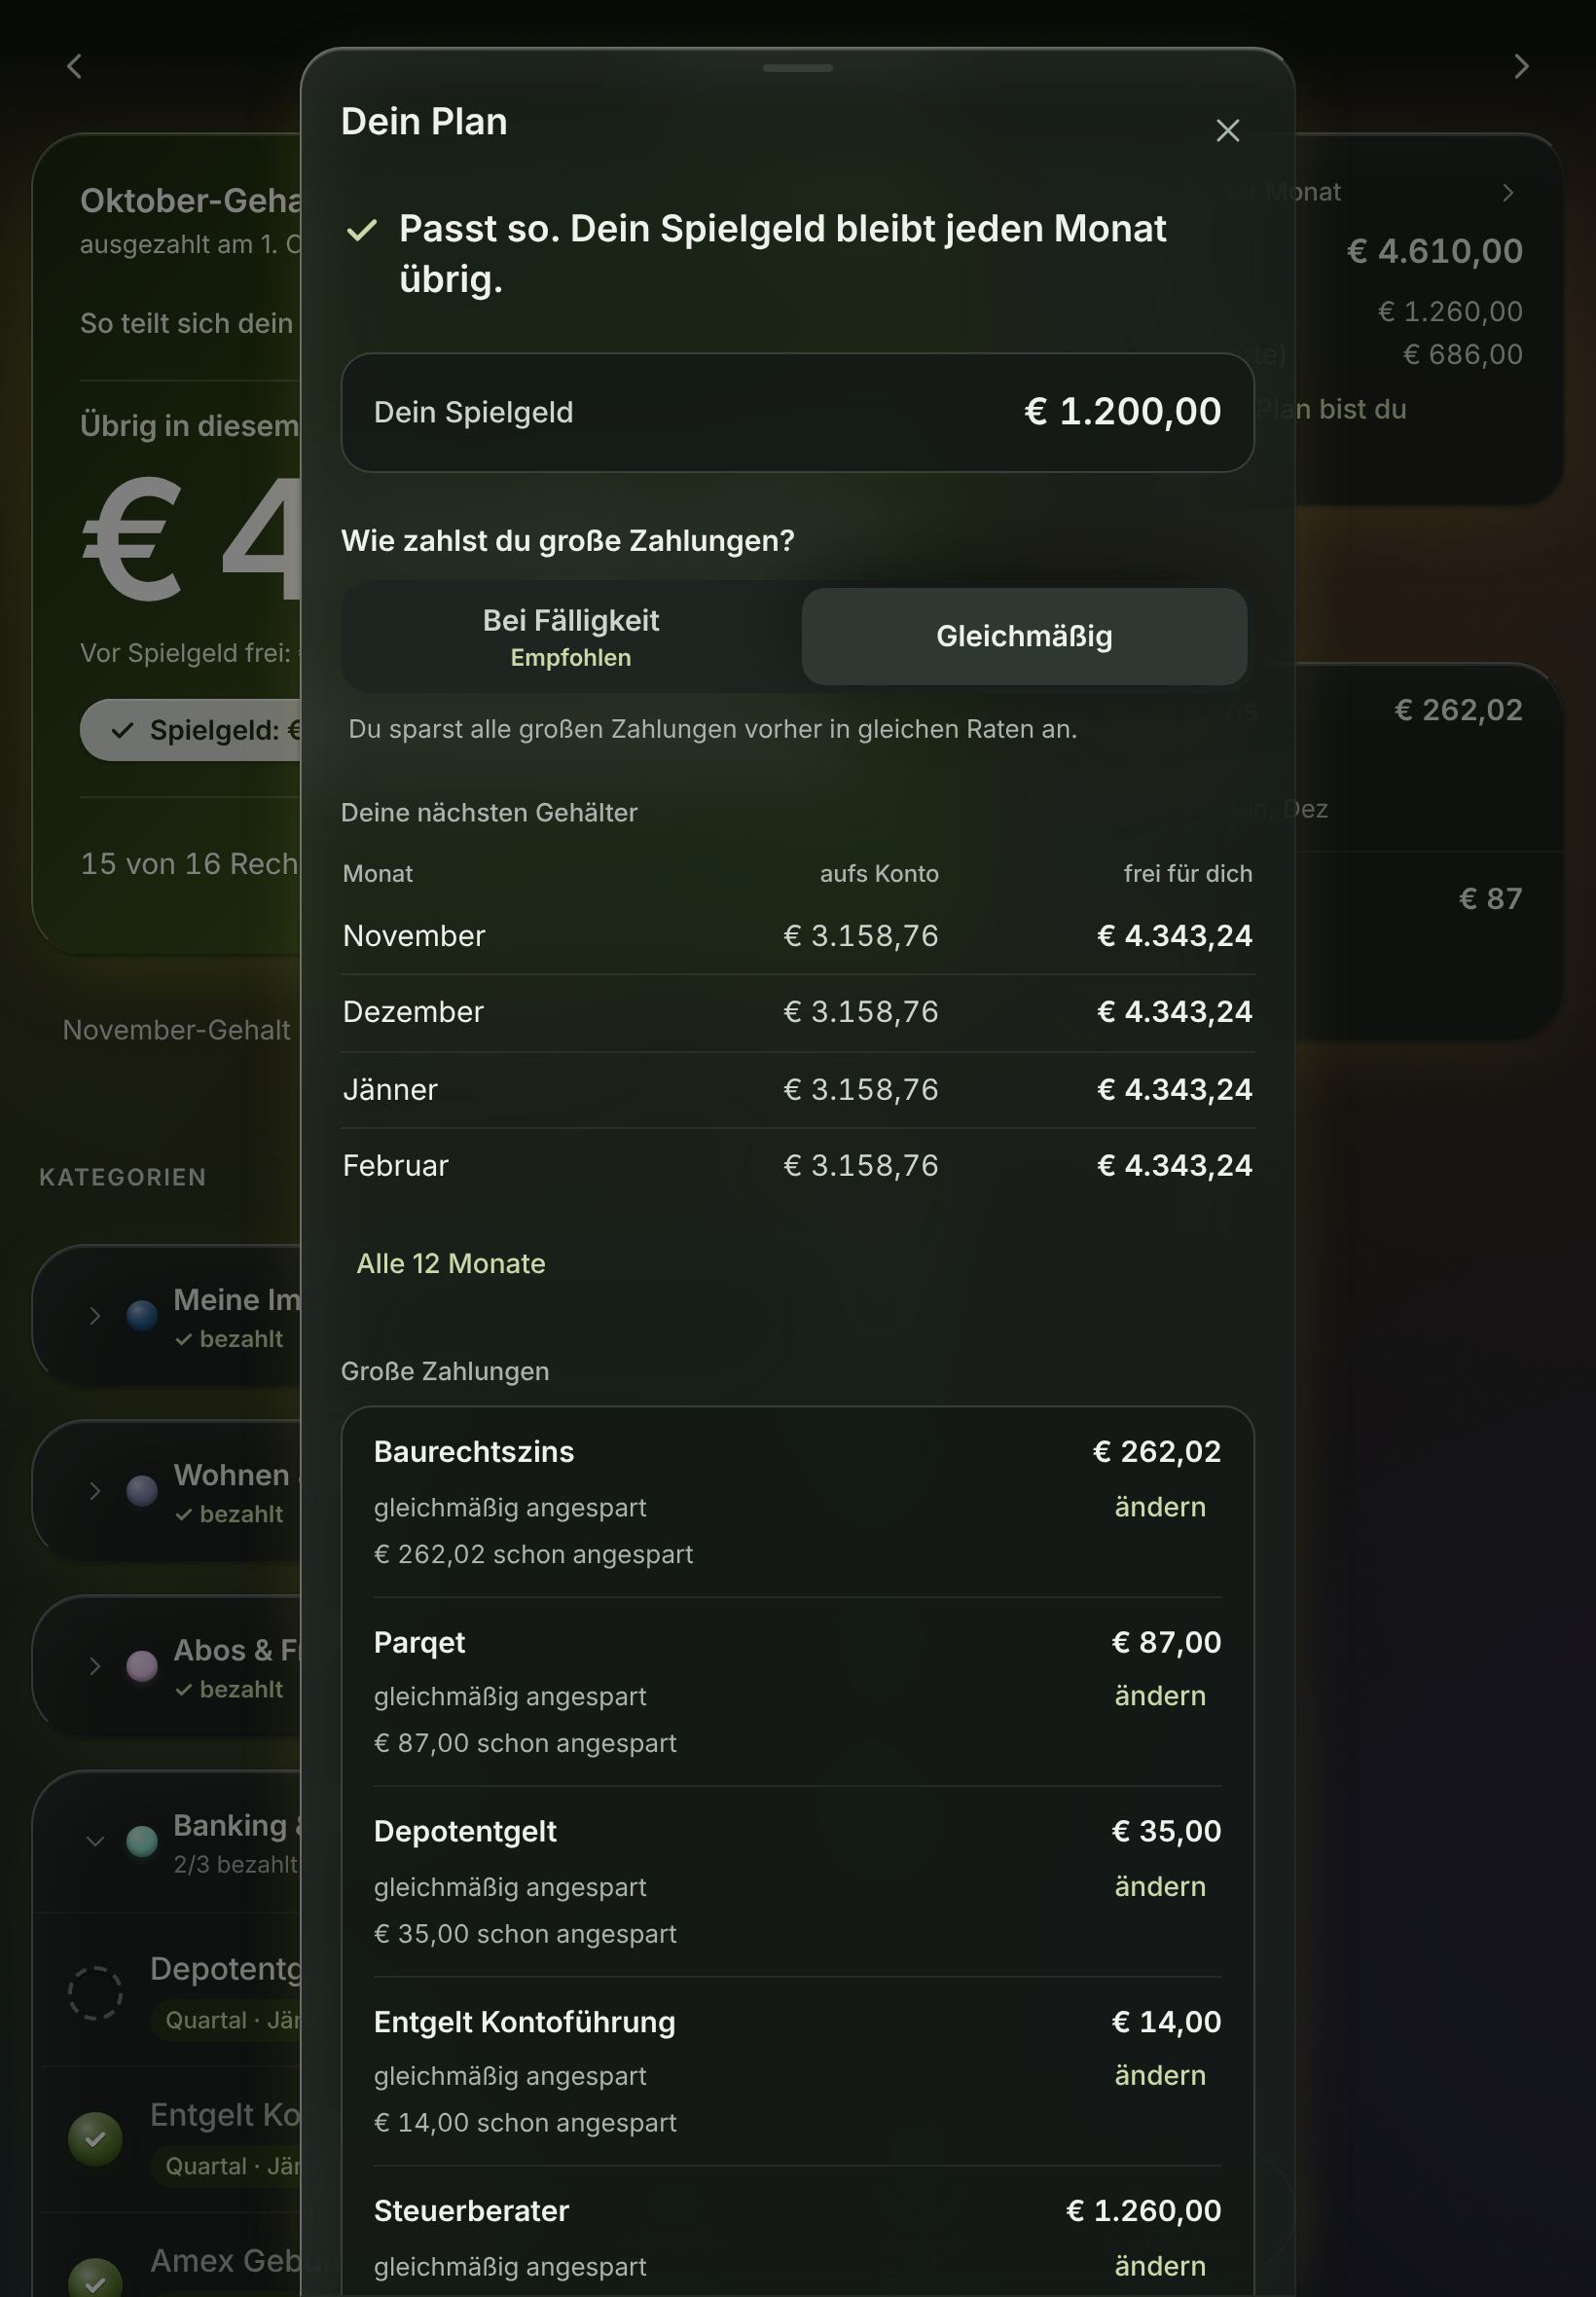 Dein Plan
Passt so. Dein Spielgeld bleibt jeden Monat
übrig.
Dein Spielgeld € 1.200,00
Wie zahlst du große Zahlungen?
Bei Fälligkeit
Empfohlen
Gleichmäßig
Du sparst alle großen Zahlungen vorher in gleichen Raten an.
Deine nächsten Gehälter
Monat aufs Konto frei für dich
November € 3.158,76 € 4.343,24
Dezember € 3.158,76 € 4.343,24
Jänner € 3.158,76 € 4.343,24
Februar € 3.158,76 € 4.343,24
Alle 12 Monate
Große Zahlungen
Baurechtszins € 262,02
gleichmäßig angespart ändern
€ 262,02 schon angespart
Parqet € 87,00
gleichmäßig angespart ändern
€ 87,00 schon angespart
Depotentgelt € 35,00
gleichmäßig angespart ändern
€ 35,00 schon angespart
Entgelt Kontoführung € 14,00
gleichmäßig angespart ändern
€ 14,00 schon angespart
Steuerberater € 1.260,00
gleichmäßig angespart ändern
Oktober-Geha
ausgezahlt am 1. O
So teilt sich dein
Übrig in diesem
€ 4
Vor Spielgeld frei:
Spielgeld: €
15 von 16 Rech
November-Gehalt
KATEGORIEN
Meine Im
bezahlt
Wohnen
bezahlt
Abos & Fi
bezahlt
Banking &
2/3 bezahlt
Depotentg
Quartal · Jän
Entgelt Ko
Quartal · Jän
Amex Geb
Monat
€ 4.610,00
€ 1.260,00
€ 686,00
Plan bist du
€ 262,02
Dez
€ 87